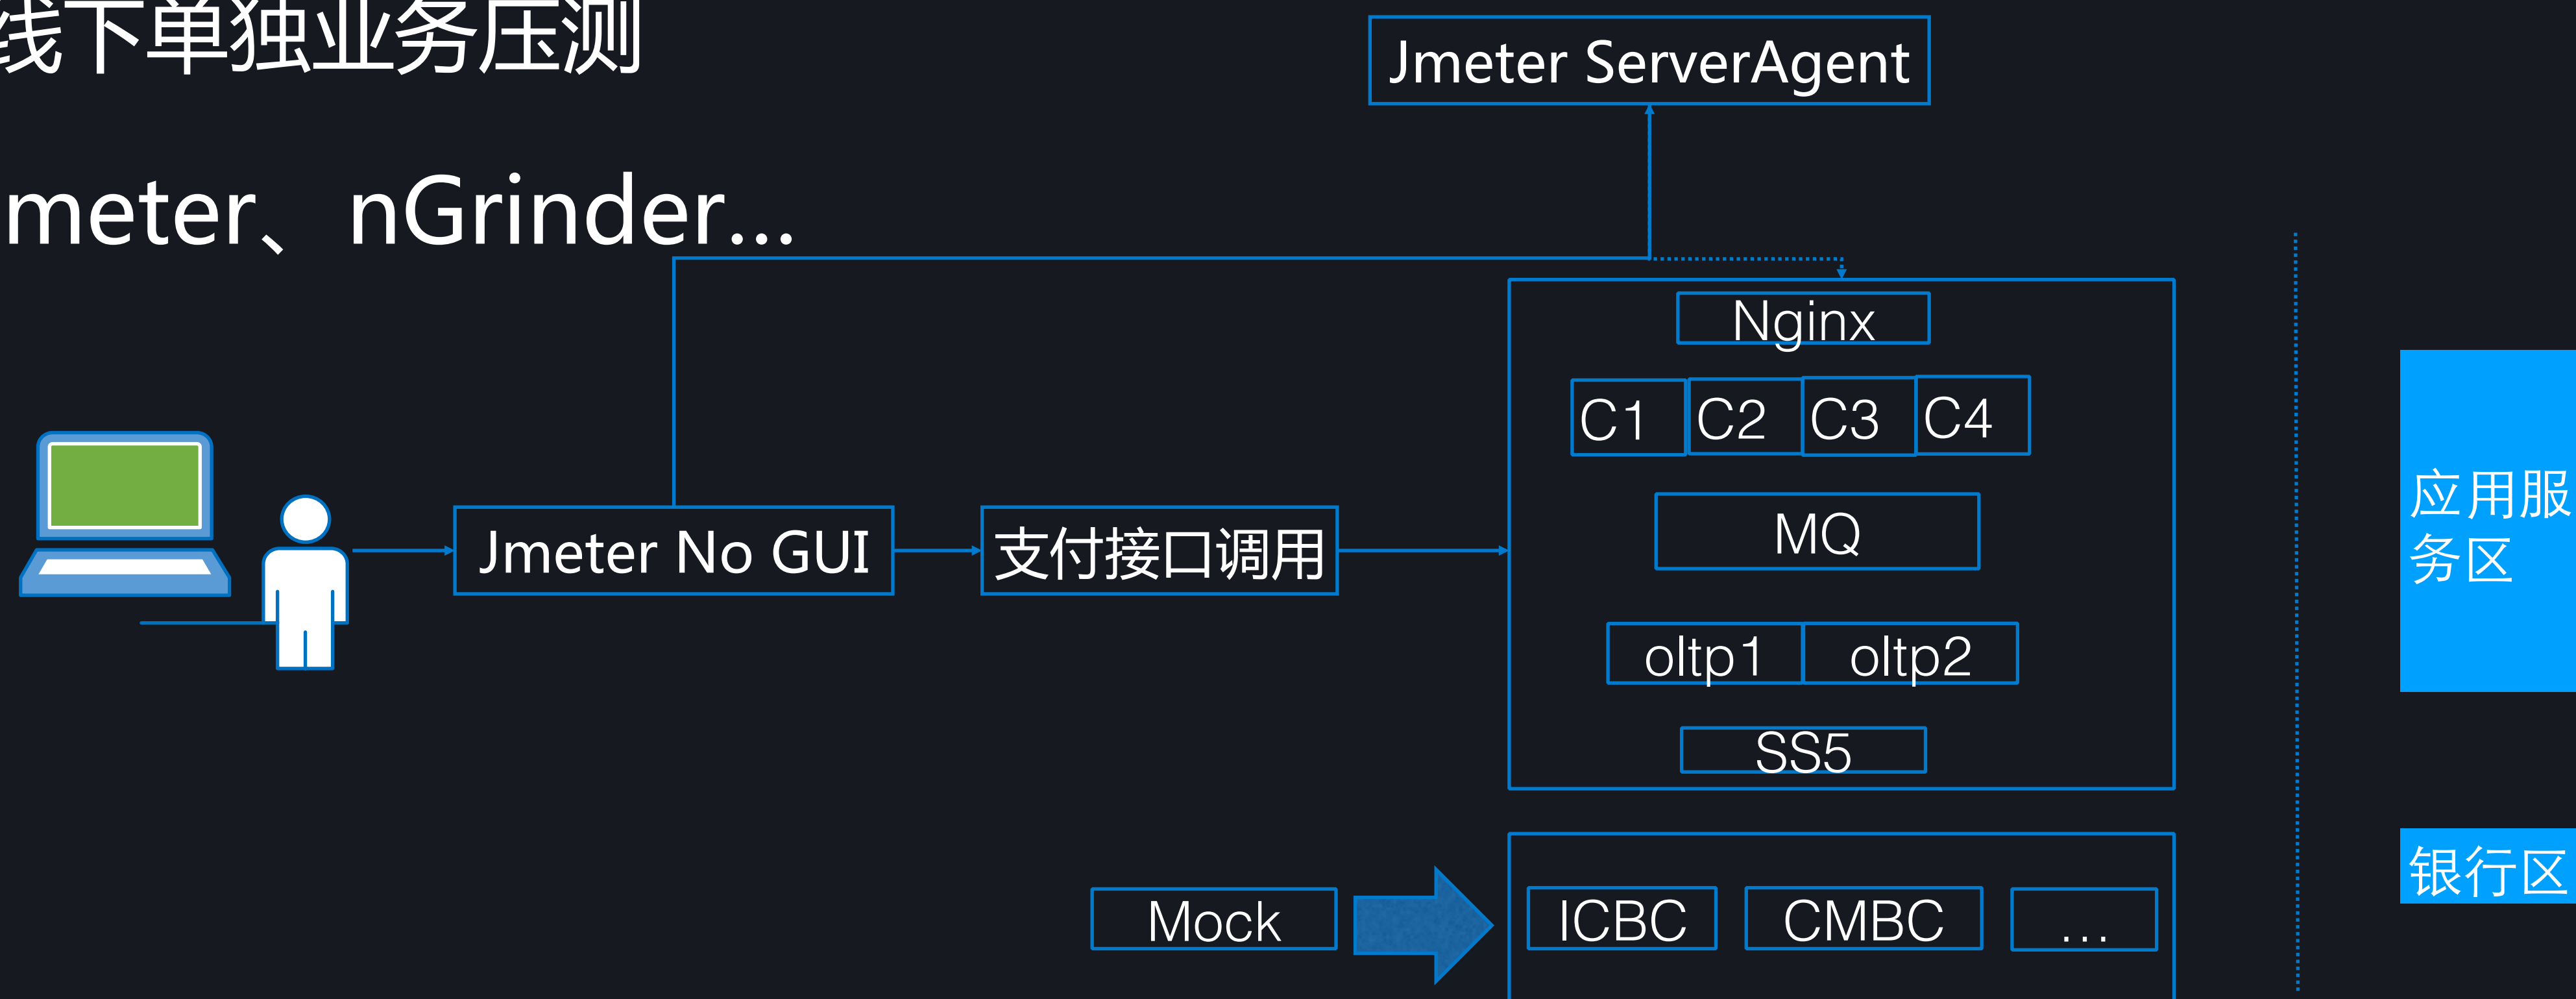 线下单独业务压测
meter、nGrinder...
Jmeter ServerAgent
Nginx
C1 C2 C3 C4
MQ
oltp1 oltp2
SS5
Jmeter No GUI
支付接口调用
Mock
ICBC CMBC ...
应用服
务区
银行区